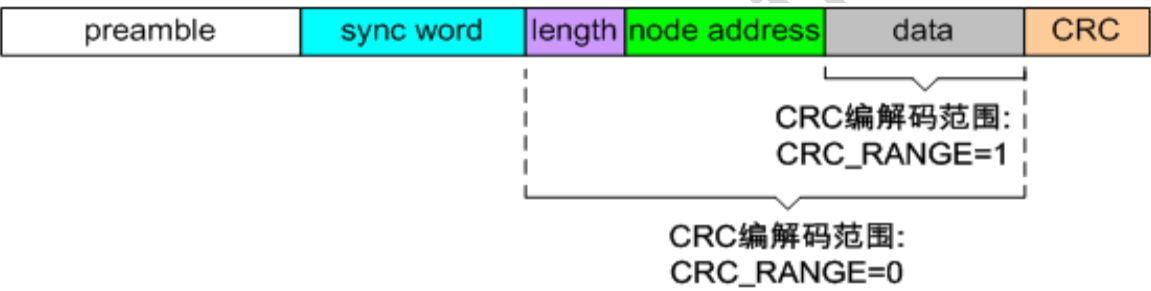 preamble sync word length node address data CRC
CRC编解码范围:
CRC_RANGE=1
CRC编解码范围:
CRC_RANGE=0